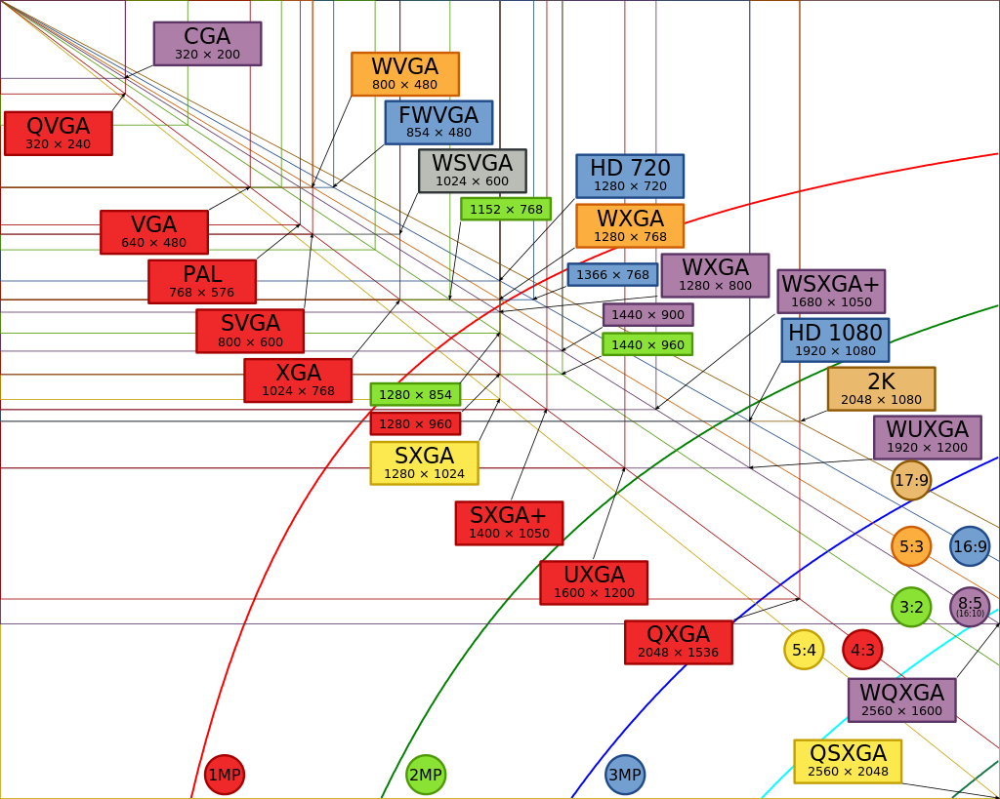 CGA
320 × 200
WVGA
800 × 480
FWVGA
854 × 480
QVGA
320 × 240
WSVGA
1024 × 600
HD 720
1280 × 720
1152 × 768
WXGA
1280 × 768
VGA
640 × 480
PAL
768 × 576
1366 × 768
WXGA
1280 × 800
WSXGA+
1680 × 1050
SVGA
800 × 600
1440 × 900
HD 1080
1920 × 1080
1440 × 960
XGA
1024 × 768
2K
2048 × 1080
1280 × 854
1280 × 960
WUXGA
1920 × 1200
SXGA
1280 × 1024
17:9
SXGA+
1400 × 1050
5:3
16:9
UXGA
1600 × 1200
3:2
8:5
(16:10)
QXGA
2048 × 1536
5:4
4:3
WQXGA
2560 × 1600
QSXGA
2560 × 2048
1MP
2MP
3MP